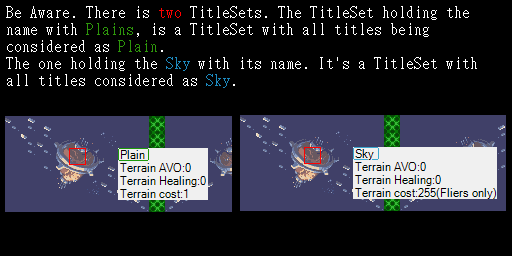 Be Aware. There is two TitleSets. The TitleSet holding the
name with Plains, is a TitleSet with all titles being
considered as Plain.
The one holding the Sky with its name. It's a TitleSet with
all titles considered as Sky.
Plain
Terrain AVO:0
Terrain Healing:0
Terrain cost:1
Sky
Terrain AVO:0
Terrain Healing:0
Terrain cost:255(Fliers only)